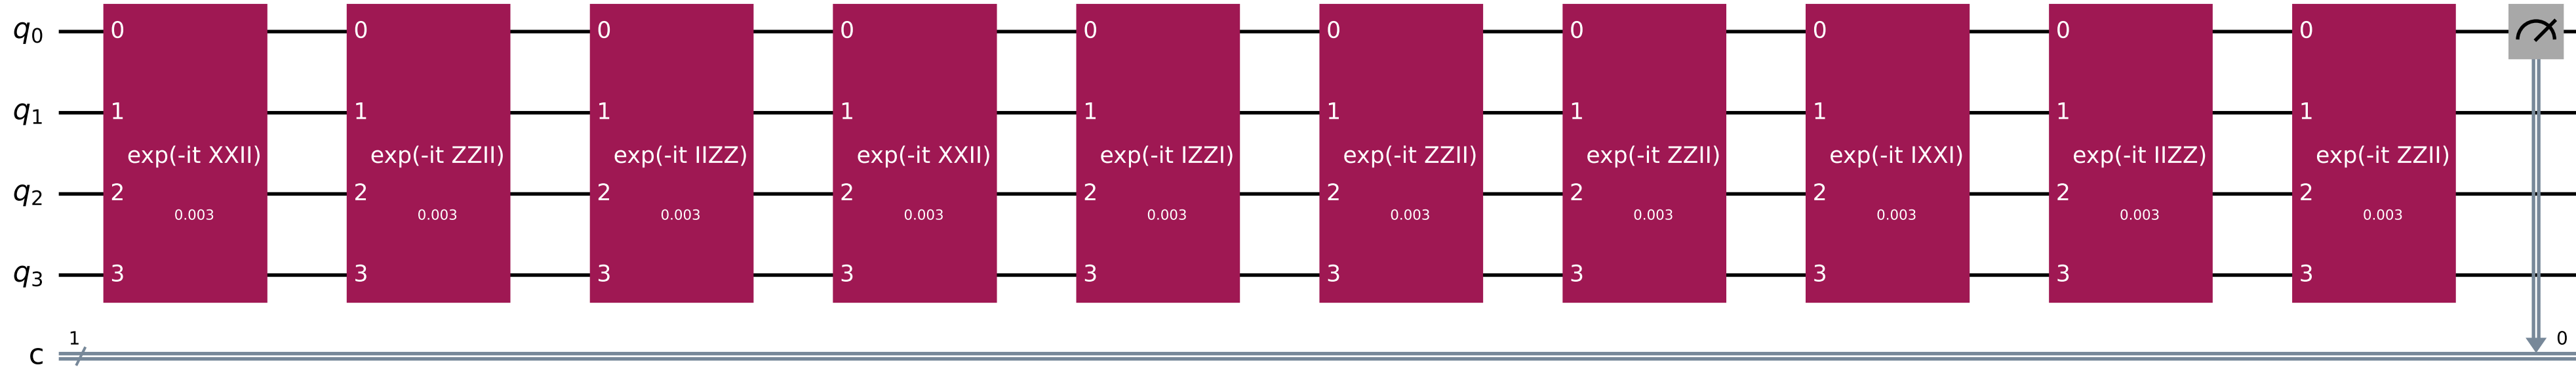 q0 0 0 0 0 0 0 0 0 0 0
q1 1 1 1 1 1 1 1 1 1 1
exp(-it XXII) exp(-it ZZII) exp(-it IIZZ) exp(-it XXII) exp(-it IZZI) exp(-it ZZII) exp(-it ZZII) exp(-it IXXI) exp(-it IIZZ) exp(-it ZZII)
q2 2 2 2 2 2 2 2 2 2 2
0.003 0.003 0.003 0.003 0.003 0.003 0.003 0.003 0.003 0.003
q3 3 3 3 3 3 3 3 3 3 3
1 0
c